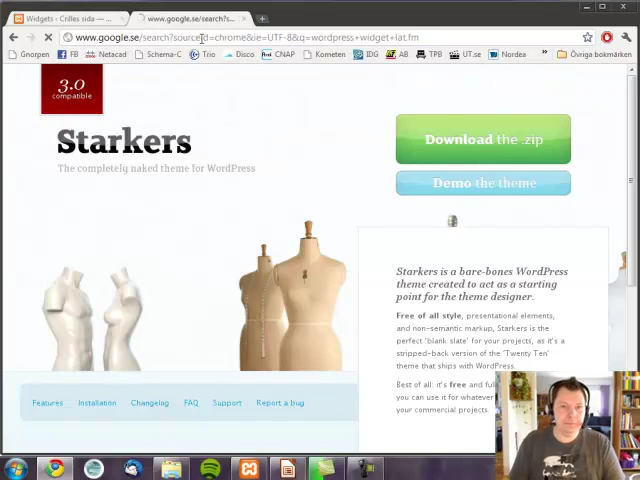 Widgets ‹ Crilles sida — ...
www.google.se/search?s...
www.google.se/search?sourceid=chrome&ie=UTF-8&q=wordpress+widget+lat.fm
Gnorpen
FB
Netacad
Schema-C
Trio
Disco
CNAP
Kometen
IDG
AB
TV
UT.se
Nordea
Övriga bokmärken
3.0
compatible
Starkers
The completely naked theme for WordPress
Download the .zip
Demo the theme
Starkers is a bare-bones WordPress
theme created to act as a starting
point for the theme designer.
Free of all style, presentational elements,
and non-semantic markup, Starkers is the
perfect 'blank slate' for your projects, as it's a
stripped-back version of the 'Twenty Ten'
theme that ships with WordPress.
Best of all: it's free and full
you can use it for whatever
your commercial projects.
Features
Installation
Changelog
FAQ
Support
Report a bug